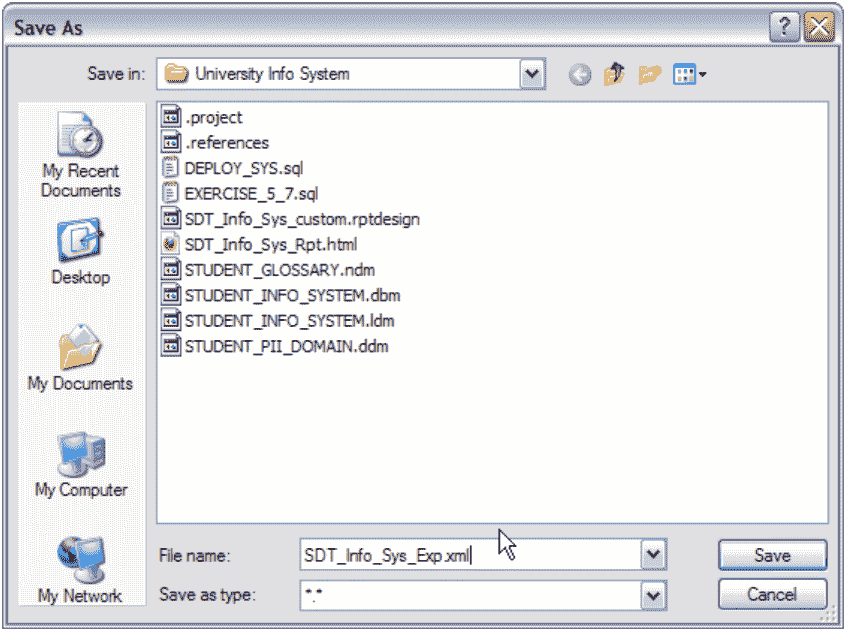 Save As
Save in: University Info System
My Recent
Documents
Desktop
My Documents
My Computer
My Network
.project
.references
DEPLOY_SYS.sql
EXERCISE_5_7.sql
SDT_Info_Sys_custom.rptdesign
SDT_Info_Sys_Rpt.html
STUDENT_GLOSSARY.ndm
STUDENT_INFO_SYSTEM.dbm
STUDENT_INFO_SYSTEM.ldm
STUDENT_PII_DOMAIN.ddm
File name: SDT_Info_Sys_Exp.xml Save
Save as type: *.* Cancel